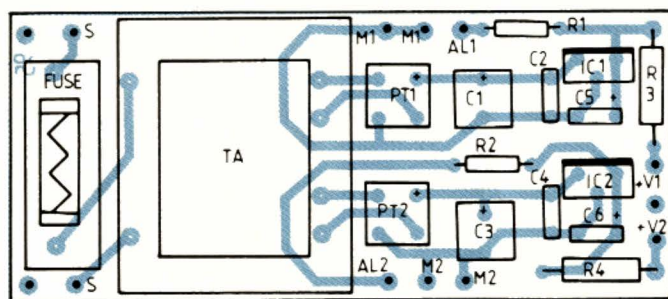 S
M1
M1
AL1
R1
FUSE
TA
PT1
C1
C2
IC1
C5
R3
R2
PT2
C4
IC2
+V1
C3
C6
+V2
AL2
M2
M2
R4
S